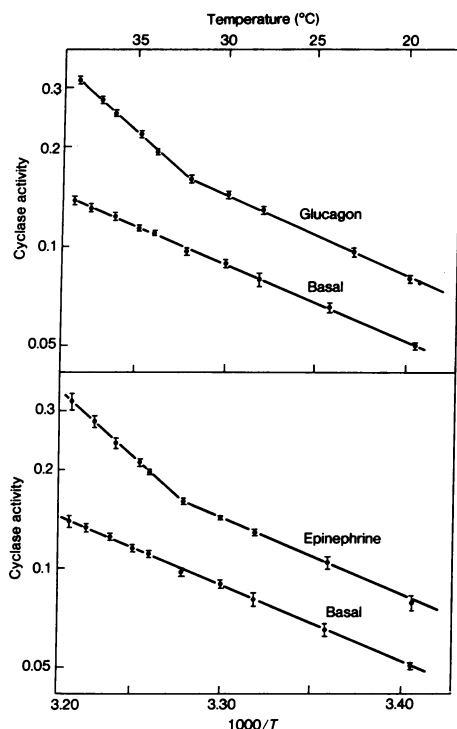 Temperature (°C)
35 30 25 20
0.3
0.2
Cyclase activity
Glucagon
0.1
Basal
0.05
0.3
0.2
Cyclase activity
Epinephrine
0.1
Basal
0.05
3.20 3.30 3.40
1000/T